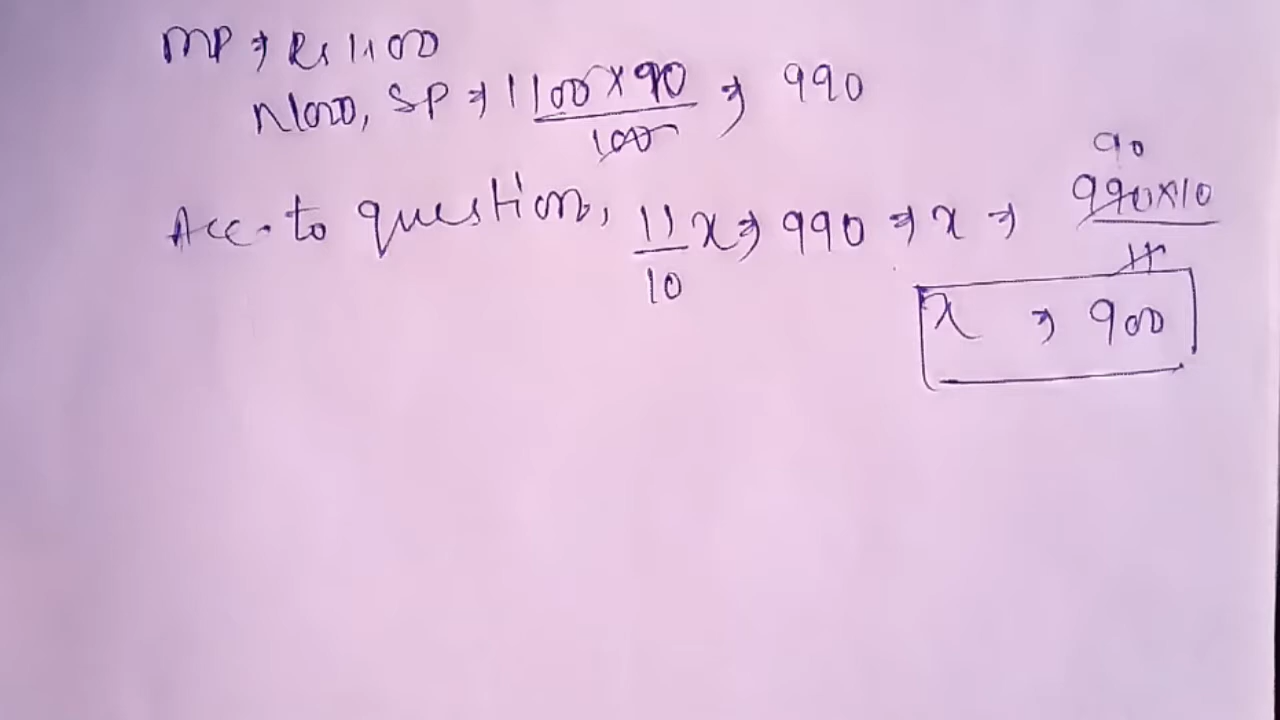 MP ⇒ Rs 1100
Now, SP ⇒ 1100×90/100 ⇒ 990
Acc. to question, 11/10 x ⇒ 990 ⇒ x ⇒ 990×10/11
90
x ⇒ 900